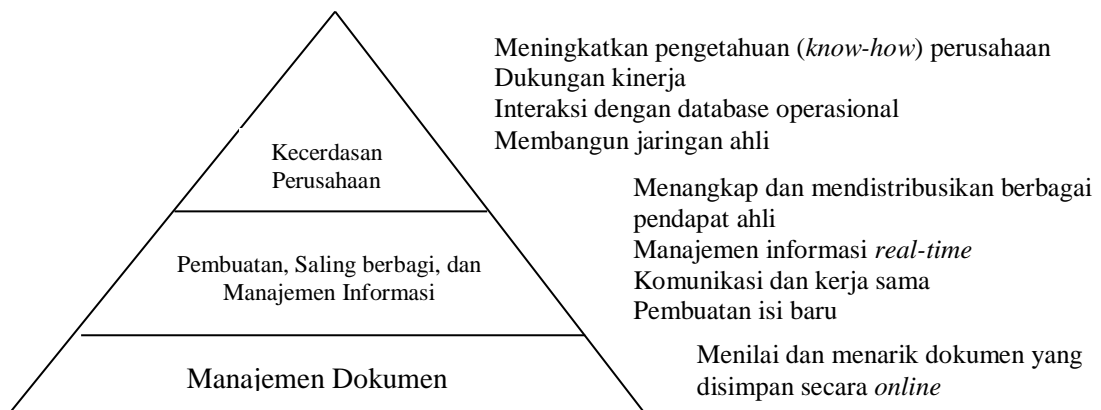 Meningkatkan pengetahuan (know-how) perusahaan
Dukungan kinerja
Interaksi dengan database operasional
Membangun jaringan ahli
Kecerdasan
Perusahaan
Menangkap dan mendistribusikan berbagai
pendapat ahli
Manajemen informasi real-time
Komunikasi dan kerja sama
Pembuatan isi baru
Pembuatan, Saling berbagi, dan
Manajemen Informasi
Menilai dan menarik dokumen yang
disimpan secara online
Manajemen Dokumen